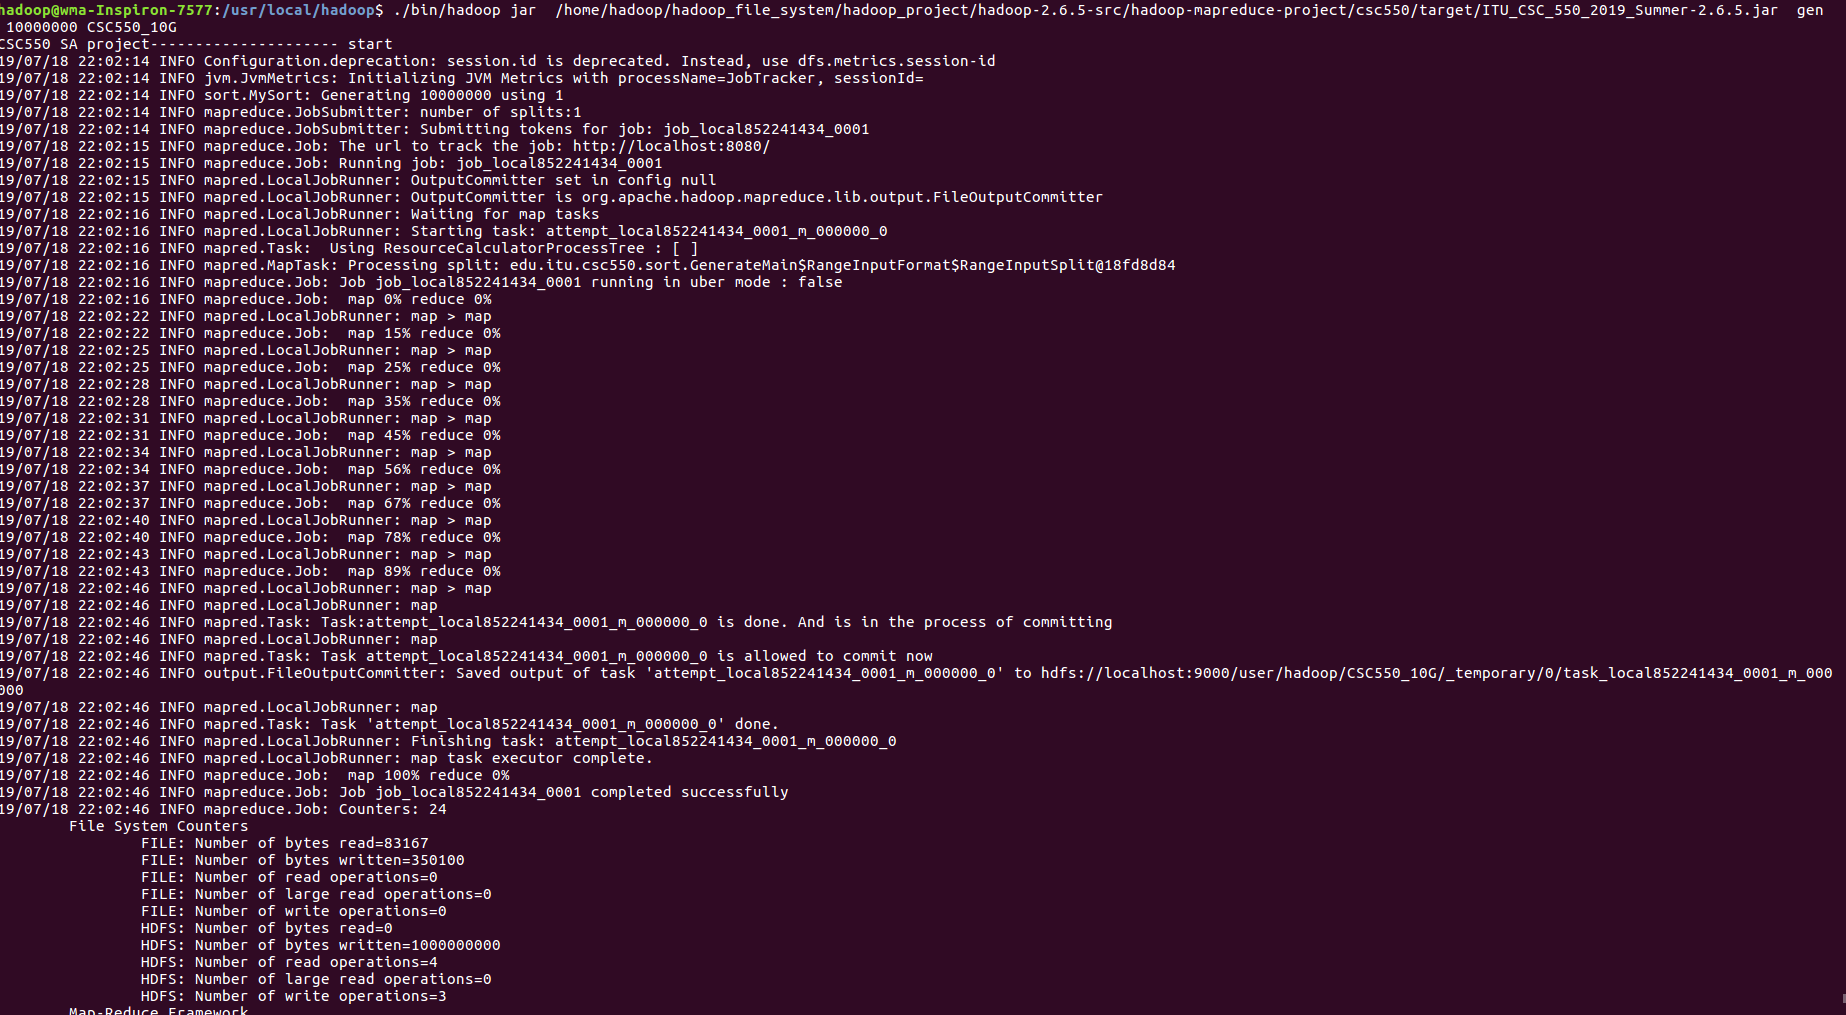 hadoop@wma-Inspiron-7577:/usr/local/hadoop$ ./bin/hadoop jar  /home/hadoop/hadoop_file_system/hadoop_project/hadoop-2.6.5-src/hadoop-mapreduce-project/csc550/target/ITU_CSC_550_2019_Summer-2.6.5.jar  gen
 10000000 CSC550_10G
CSC550 SA project--------------------- start
19/07/18 22:02:14 INFO Configuration.deprecation: session.id is deprecated. Instead, use dfs.metrics.session-id
19/07/18 22:02:14 INFO jvm.JvmMetrics: Initializing JVM Metrics with processName=JobTracker, sessionId=
19/07/18 22:02:14 INFO sort.MySort: Generating 10000000 using 1
19/07/18 22:02:14 INFO mapreduce.JobSubmitter: number of splits:1
19/07/18 22:02:14 INFO mapreduce.JobSubmitter: Submitting tokens for job: job_local852241434_0001
19/07/18 22:02:15 INFO mapreduce.Job: The url to track the job: http://localhost:8080/
19/07/18 22:02:15 INFO mapreduce.Job: Running job: job_local852241434_0001
19/07/18 22:02:15 INFO mapred.LocalJobRunner: OutputCommitter set in config null
19/07/18 22:02:15 INFO mapred.LocalJobRunner: OutputCommitter is org.apache.hadoop.mapreduce.lib.output.FileOutputCommitter
19/07/18 22:02:16 INFO mapred.LocalJobRunner: Waiting for map tasks
19/07/18 22:02:16 INFO mapred.LocalJobRunner: Starting task: attempt_local852241434_0001_m_000000_0
19/07/18 22:02:16 INFO mapred.Task:  Using ResourceCalculatorProcessTree : [ ]
19/07/18 22:02:16 INFO mapred.MapTask: Processing split: edu.itu.csc550.sort.GenerateMain$RangeInputFormat$RangeInputSplit@18fd8d84
19/07/18 22:02:16 INFO mapreduce.Job: Job job_local852241434_0001 running in uber mode : false
19/07/18 22:02:16 INFO mapreduce.Job:  map 0% reduce 0%
19/07/18 22:02:22 INFO mapred.LocalJobRunner: map > map
19/07/18 22:02:22 INFO mapreduce.Job:  map 15% reduce 0%
19/07/18 22:02:25 INFO mapred.LocalJobRunner: map > map
19/07/18 22:02:25 INFO mapreduce.Job:  map 25% reduce 0%
19/07/18 22:02:28 INFO mapred.LocalJobRunner: map > map
19/07/18 22:02:28 INFO mapreduce.Job:  map 35% reduce 0%
19/07/18 22:02:31 INFO mapred.LocalJobRunner: map > map
19/07/18 22:02:31 INFO mapreduce.Job:  map 45% reduce 0%
19/07/18 22:02:34 INFO mapred.LocalJobRunner: map > map
19/07/18 22:02:34 INFO mapreduce.Job:  map 56% reduce 0%
19/07/18 22:02:37 INFO mapred.LocalJobRunner: map > map
19/07/18 22:02:37 INFO mapreduce.Job:  map 67% reduce 0%
19/07/18 22:02:40 INFO mapred.LocalJobRunner: map > map
19/07/18 22:02:40 INFO mapreduce.Job:  map 78% reduce 0%
19/07/18 22:02:43 INFO mapred.LocalJobRunner: map > map
19/07/18 22:02:43 INFO mapreduce.Job:  map 89% reduce 0%
19/07/18 22:02:46 INFO mapred.LocalJobRunner: map > map
19/07/18 22:02:46 INFO mapred.LocalJobRunner: map
19/07/18 22:02:46 INFO mapred.Task: Task:attempt_local852241434_0001_m_000000_0 is done. And is in the process of committing
19/07/18 22:02:46 INFO mapred.LocalJobRunner: map
19/07/18 22:02:46 INFO mapred.Task: Task attempt_local852241434_0001_m_000000_0 is allowed to commit now
19/07/18 22:02:46 INFO output.FileOutputCommitter: Saved output of task 'attempt_local852241434_0001_m_000000_0' to hdfs://localhost:9000/user/hadoop/CSC550_10G/_temporary/0/task_local852241434_0001_m_000
000
19/07/18 22:02:46 INFO mapred.LocalJobRunner: map
19/07/18 22:02:46 INFO mapred.Task: Task 'attempt_local852241434_0001_m_000000_0' done.
19/07/18 22:02:46 INFO mapred.LocalJobRunner: Finishing task: attempt_local852241434_0001_m_000000_0
19/07/18 22:02:46 INFO mapred.LocalJobRunner: map task executor complete.
19/07/18 22:02:46 INFO mapreduce.Job:  map 100% reduce 0%
19/07/18 22:02:46 INFO mapreduce.Job: Job job_local852241434_0001 completed successfully
19/07/18 22:02:46 INFO mapreduce.Job: Counters: 24
File System Counters
FILE: Number of bytes read=83167
FILE: Number of bytes written=350100
FILE: Number of read operations=0
FILE: Number of large read operations=0
FILE: Number of write operations=0
HDFS: Number of bytes read=0
HDFS: Number of bytes written=1000000000
HDFS: Number of read operations=4
HDFS: Number of large read operations=0
HDFS: Number of write operations=3
Map-Reduce Framework